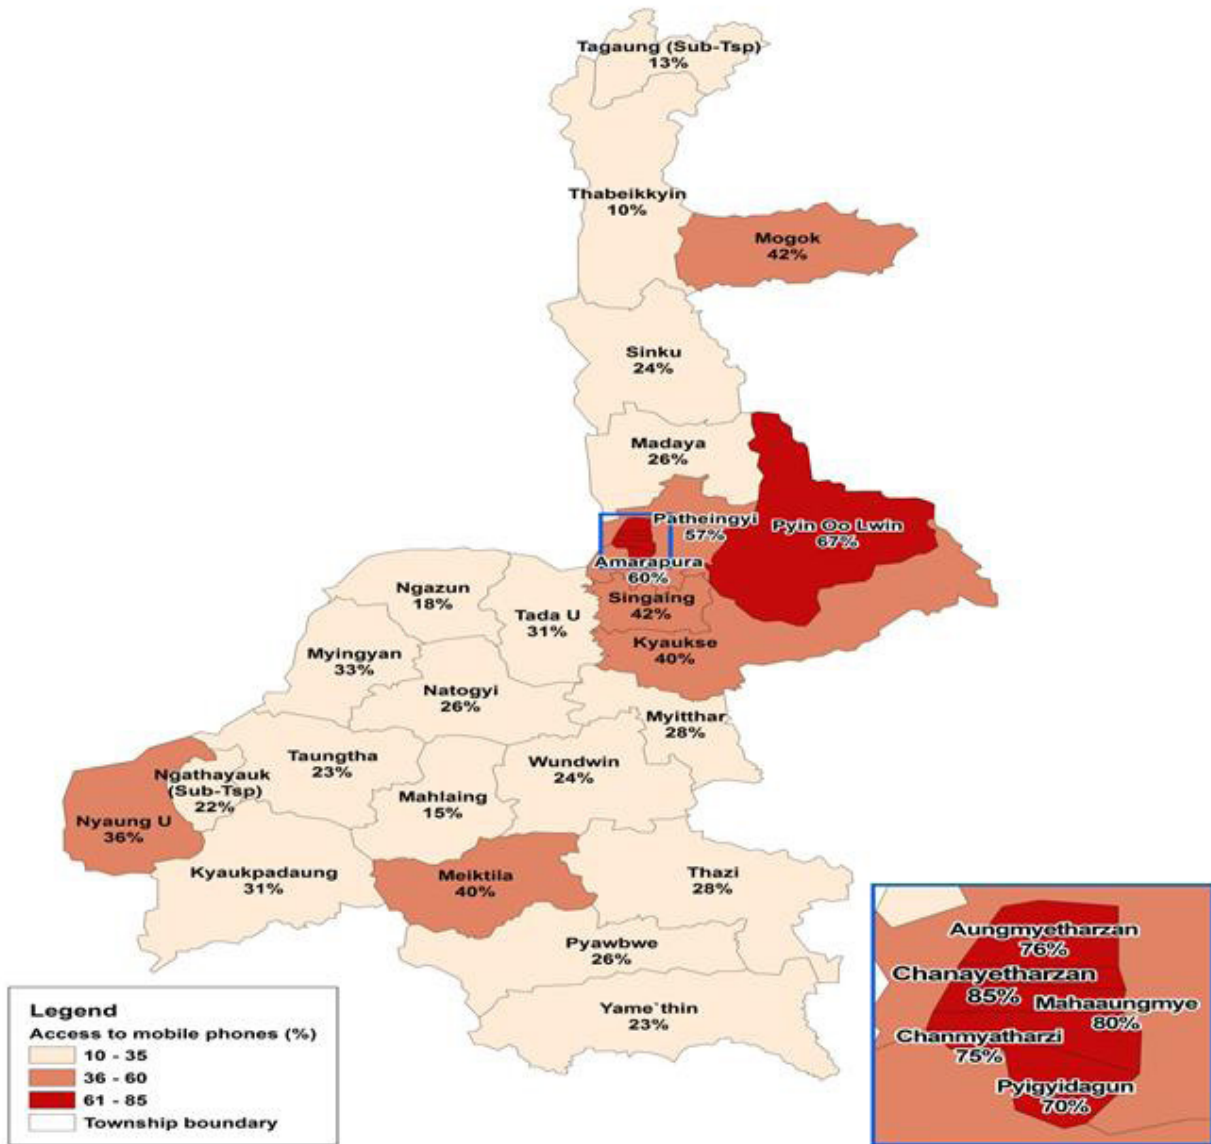 Tagaung (Sub-Tsp)
13%
Thabeikkyin
10%
Mogok
42%
Sinku
24%
Madaya
26%
Patheingyi
57%
Pyin Oo Lwin
67%
Amarapura
60%
Ngazun
18%
Tada U
31%
Singaing
42%
Myingyan
33%
Kyaukse
40%
Natogyi
26%
Myitthar
28%
Taungtha
23%
Wundwin
24%
Ngathayauk
(Sub-Tsp)
22%
Mahlaing
15%
Nyaung U
36%
Kyaukpadaung
31%
Meiktila
40%
Thazi
28%
Pyawbwe
26%
Yame`thin
23%
Aungmyetharzan
76%
Chanayetharzan
85%
Mahaaungmye
80%
Chanmyatharzi
75%
Pyigyidagun
70%
Legend
Access to mobile phones (%)
10 - 35
36 - 60
61 - 85
Township boundary